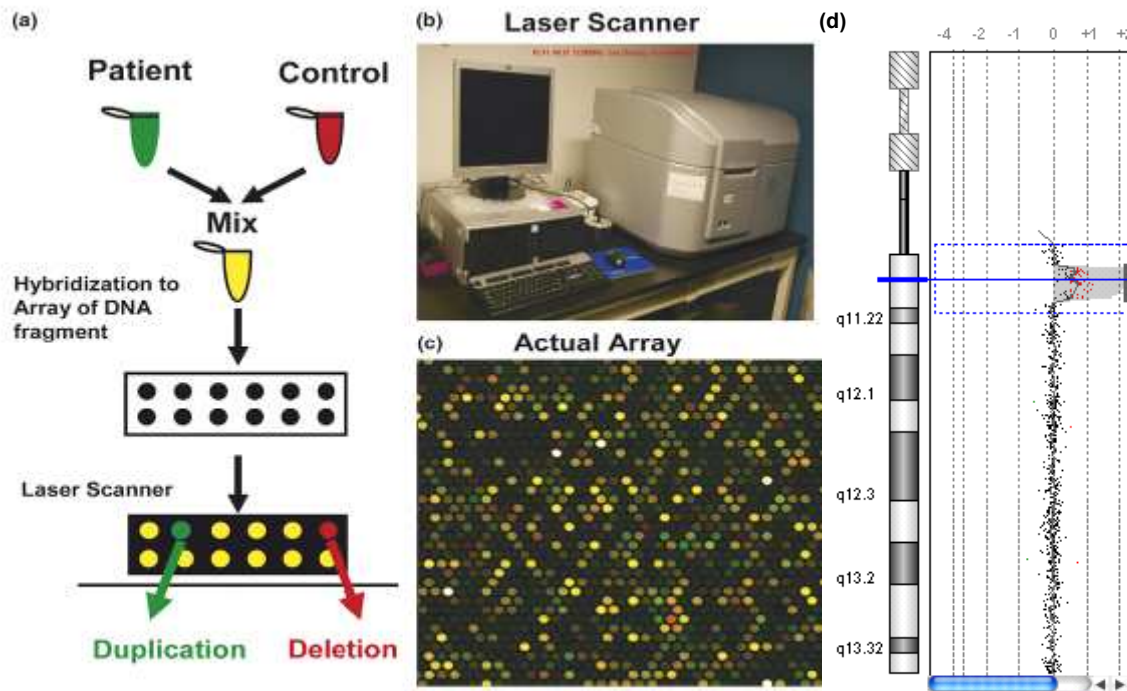 (a)
Patient
Control
Mix
Hybridization to
Array of DNA
fragment
Laser Scanner
Duplication
Deletion
(b)
Laser Scanner
(c)
Actual Array
(d)
-4 -2 -1 0 +1
q11.22
q12.1
q12.3
q13.2
q13.32